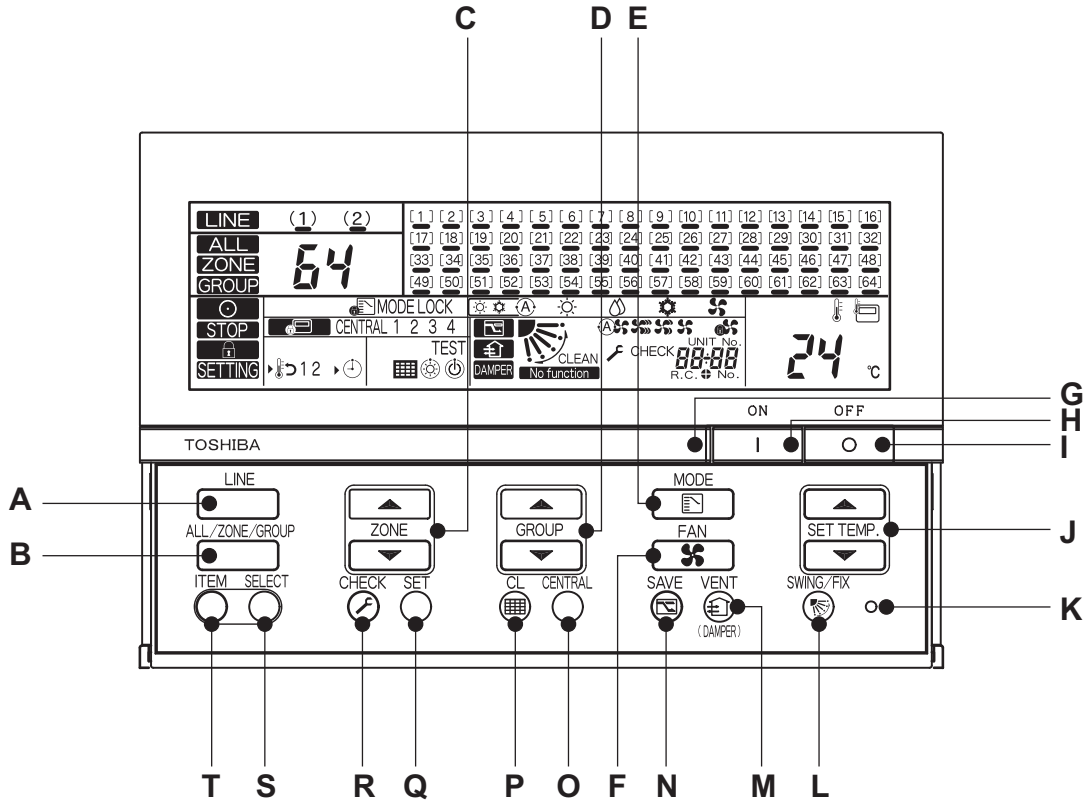 C D E
LINE (1) (2)
[1] [2] [3] [4] [5] [6] [7] [8] [9] [10] [11] [12] [13] [14] [15] [16]
ALL
ZONE
GROUP
64
[17] [18] [19] [20] [21] [22] [23] [24] [25] [26] [27] [28] [29] [30] [31] [32]
[33] [34] [35] [36] [37] [38] [39] [40] [41] [42] [43] [44] [45] [46] [47] [48]
[49] [50] [51] [52] [53] [54] [55] [56] [57] [58] [59] [60] [61] [62] [63] [64]
STOP
SETTING
MODE LOCK
CENTRAL 1 2 3 4
TEST
1 2
A
A
CLEAN
DAMPER
No function
CHECK
UNIT No.
88:88
R.C. No.
24
℃
ON OFF
G
H
I
TOSHIBA
LINE
A
ALL/ZONE/GROUP
B
ZONE
GROUP
MODE
FAN
SET TEMP.
J
ITEM SELECT
CHECK SET
CL CENTRAL
SAVE VENT
(DAMPER)
SWING/FIX
K
T S R Q P O F N M L